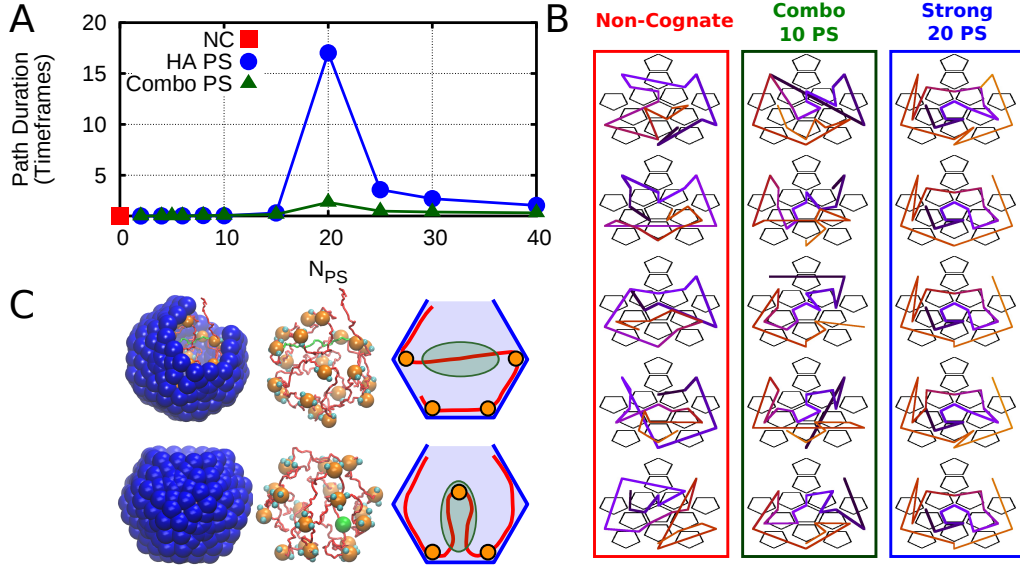 A
NC
HA PS
Combo PS
Path Duration
(Timeframes)
20
15
10
5
0
10
20
30
40
N_PS
B
Non-Cognate
Combo
10 PS
Strong
20 PS
C